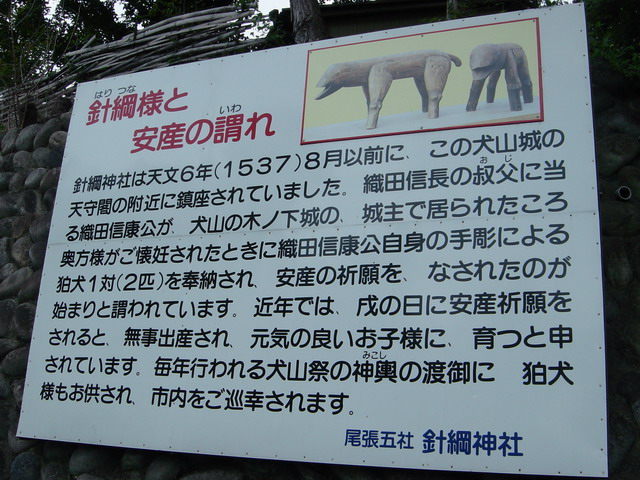 はり つな
針綱様と
いわ
安産の謂れ
針綱神社は天文6年(1537)8月以前に、この犬山城の
おじ
天守閣の附近に鎮座されていました。織田信長の叔父に当
る織田信康公が、犬山の木ノ下城の、城主で居られたころ
奥方様がご懐妊されたときに織田信康公自身の手彫による
狛犬1対(2匹)を奉納され、安産の祈願を、なされたのが
始まりと謂われています。近年では、戌の日に安産祈願を
されると、無事出産され、元気の良いお子様に、育つと申
みこし
されています。毎年行われる犬山祭の神輿の渡御に 狛犬
様もお供され、市内をご巡幸されます。
尾張五社 針綱神社